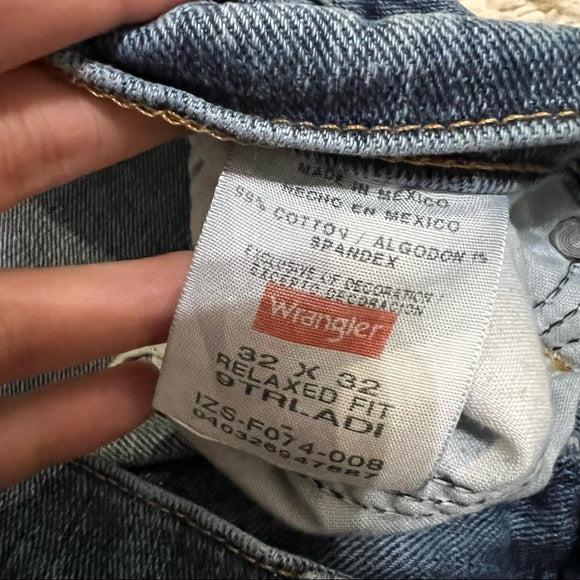 MADE IN MEXICO
HECHO EN MEXICO
99% COTTON / ALGODON 1%
SPANDEX
EXCLUSIVE OF DECORATION
EXCEPTO DECORACION
Wrangler
32 X 32
RELAXED FIT
9TRLADI
IZS-F074-008